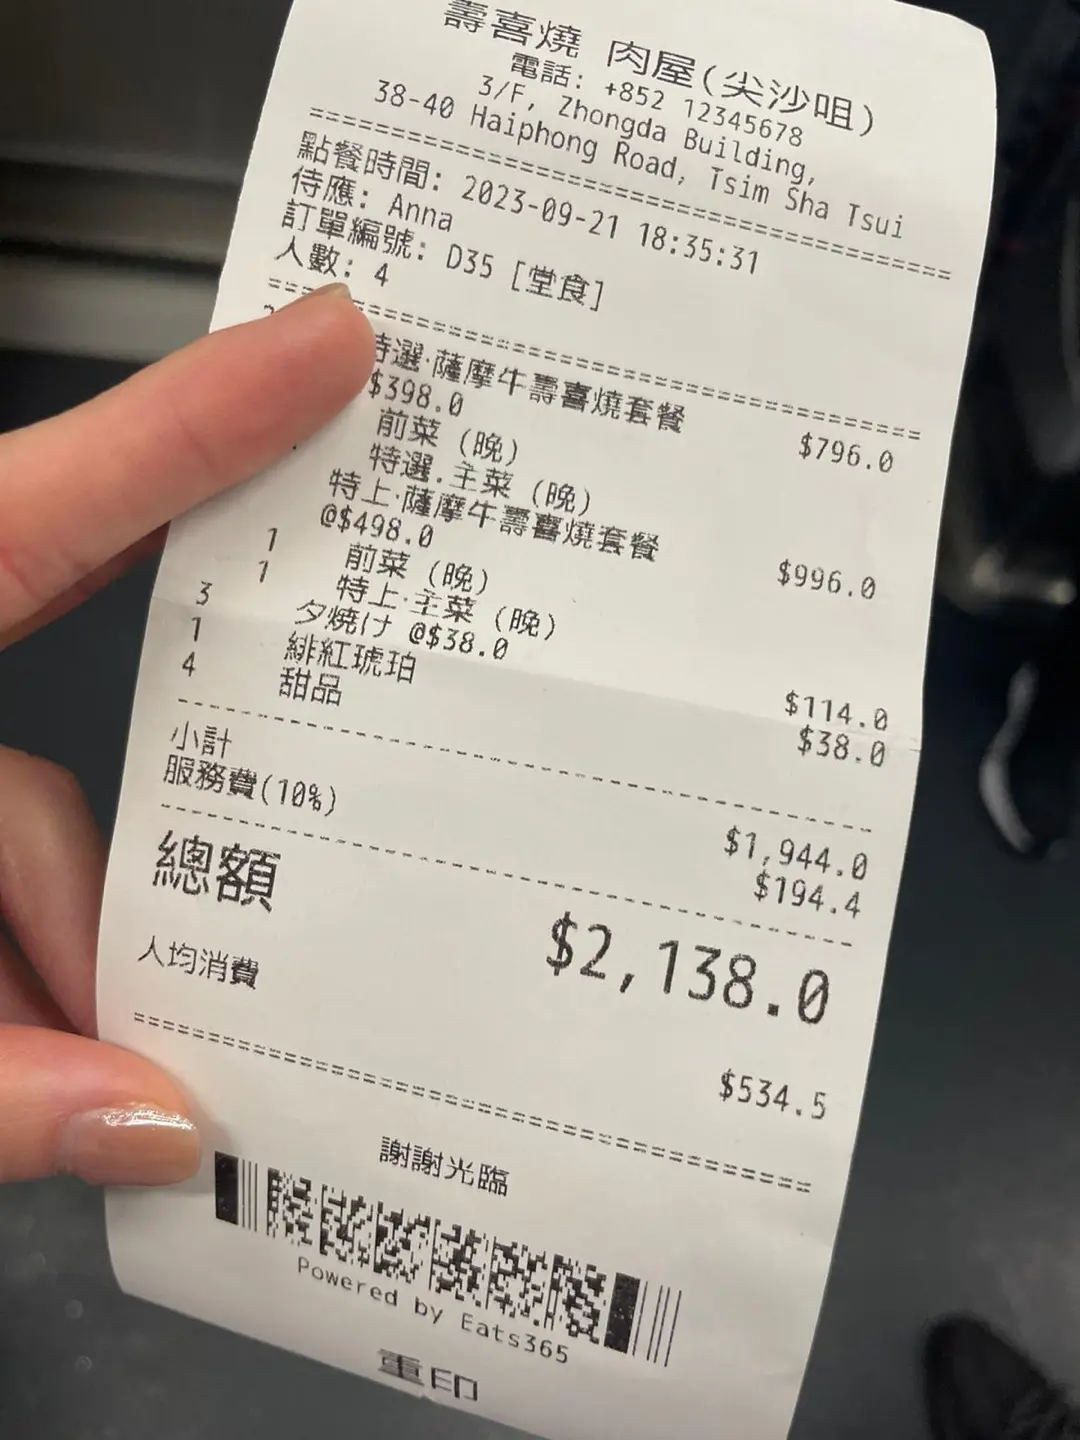 壽喜燒 肉屋(尖沙咀)
電話: +852 12345678
3/F, Zhongda Building,
38-40 Haiphong Road, Tsim Sha Tsui
點餐時間: 2023-09-21 18:35:31
侍應: Anna
訂單編號: D35 [堂食]
人數: 4
特選·薩摩牛壽喜燒套餐 $796.0
$398.0
前菜 (晚)
特選.主菜 (晚)
特上·薩摩牛壽喜燒套餐 $996.0
@$498.0
1 前菜 (晚)
1 特上·主菜 (晚)
3 夕焼け @$38.0 $114.0
1 緋紅琥珀 $38.0
4 甜品
小計 $1,944.0
服務費(10%) $194.4
總額 $2,138.0
人均消費 $534.5
謝謝光臨
Powered by Eats365
重印